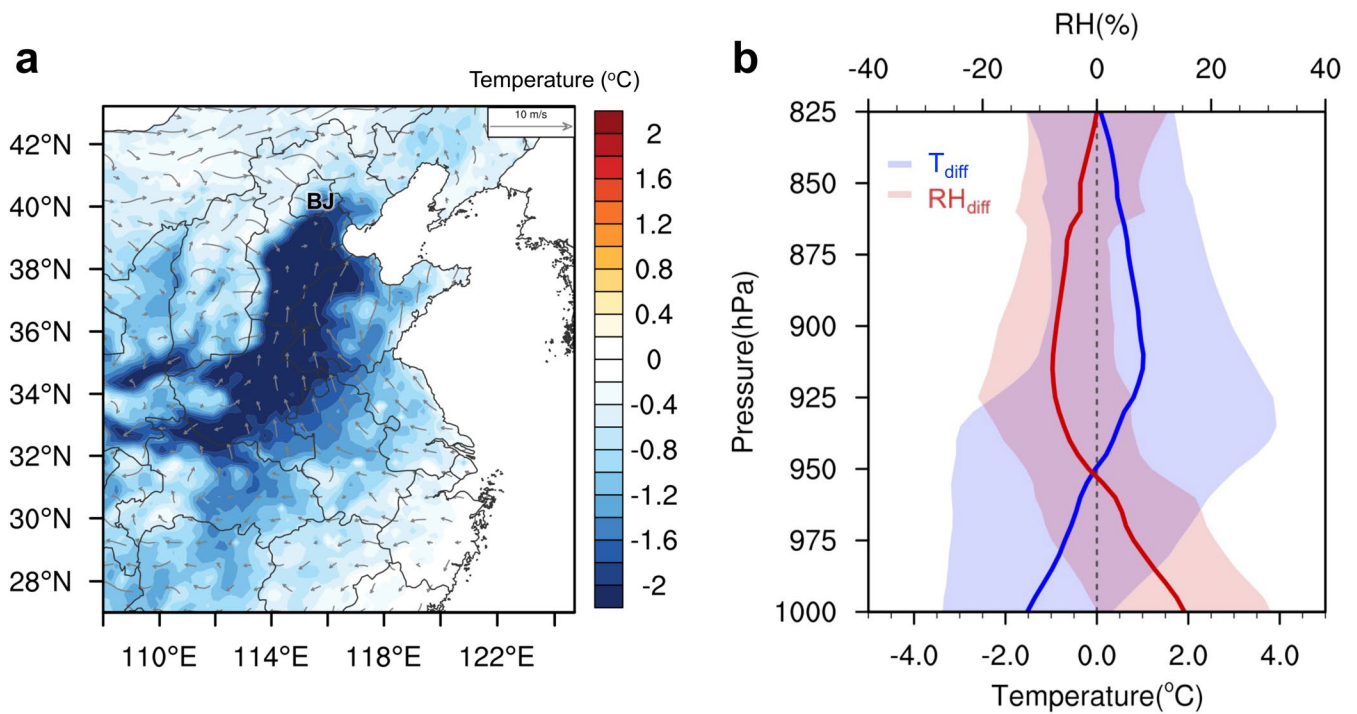 a
Temperature (°C)
10 m/s
BJ
42°N
40°N
38°N
36°N
34°N
32°N
30°N
28°N
110°E 114°E 118°E 122°E
2
1.6
1.2
0.8
0.4
0
-0.4
-0.8
-1.2
-1.6
-2
b
RH(%)
-40 -20 0 20 40
Pressure(hPa)
825
850
875
900
925
950
975
1000
Tdiff
RHdiff
-4.0 -2.0 0.0 2.0 4.0
Temperature(°C)